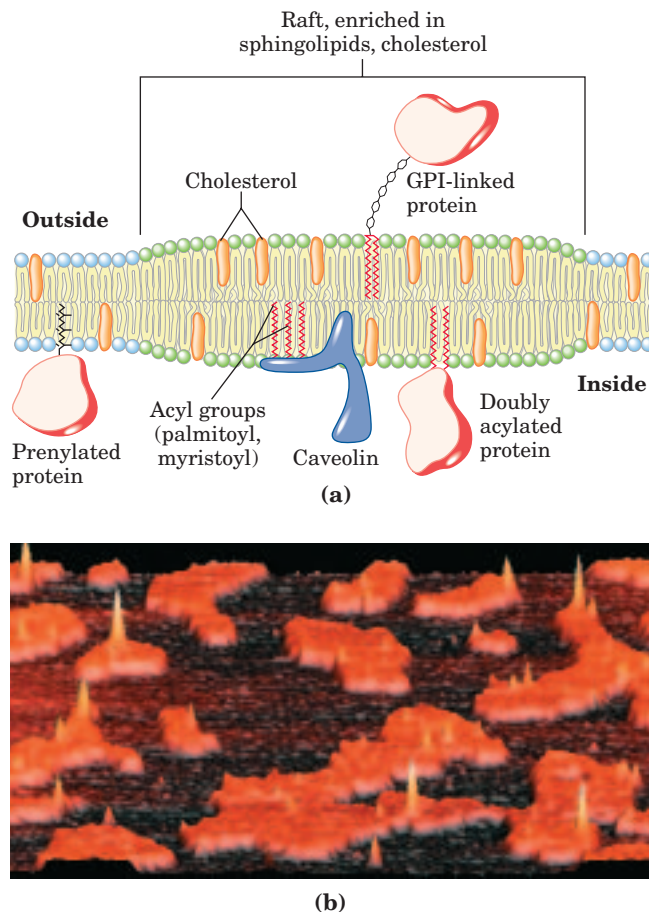 Raft, enriched in
sphingolipids, cholesterol
Cholesterol
GPI-linked
protein
Outside
Inside
Prenylated
protein
Acyl groups
(palmitoyl,
myristoyl)
Caveolin
Doubly
acylated
protein
(a)
(b)